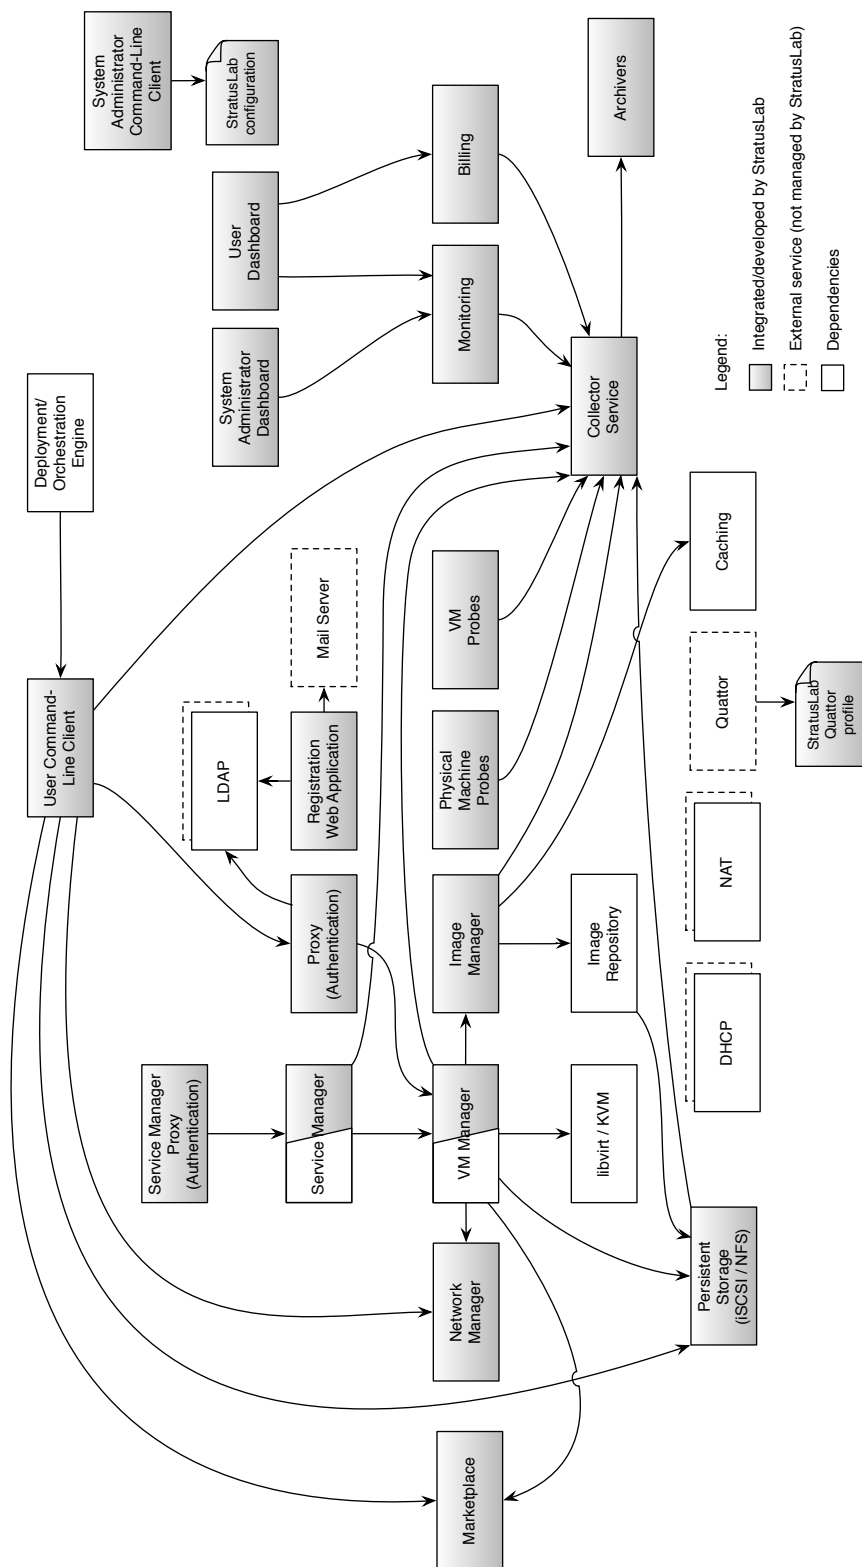 Marketplace
Network
Manager
Persistent
Storage
(iSCSI / NFS)
Service Manager
Proxy
(Authentication)
Service Manager
VM Manager
libvirt / KVM
DHCP
User Command-
Line Client
Proxy
(Authentication)
LDAP
Registration
Web Application
Mail Server
Image
Manager
Image
Repository
Physical
Machine
Probes
VM
Probes
NAT
Quattor
StratusLab
Quattor
profile
Caching
Deployment/
Orchestration
Engine
System
Administrator
Dashboard
User
Dashboard
Monitoring
Billing
Collector
Service
System
Administrator
Command-Line
Client
StratusLab
configuration
Archivers
Legend:
Integrated/developed by StratusLab
External service (not managed by StratusLab)
Dependencies